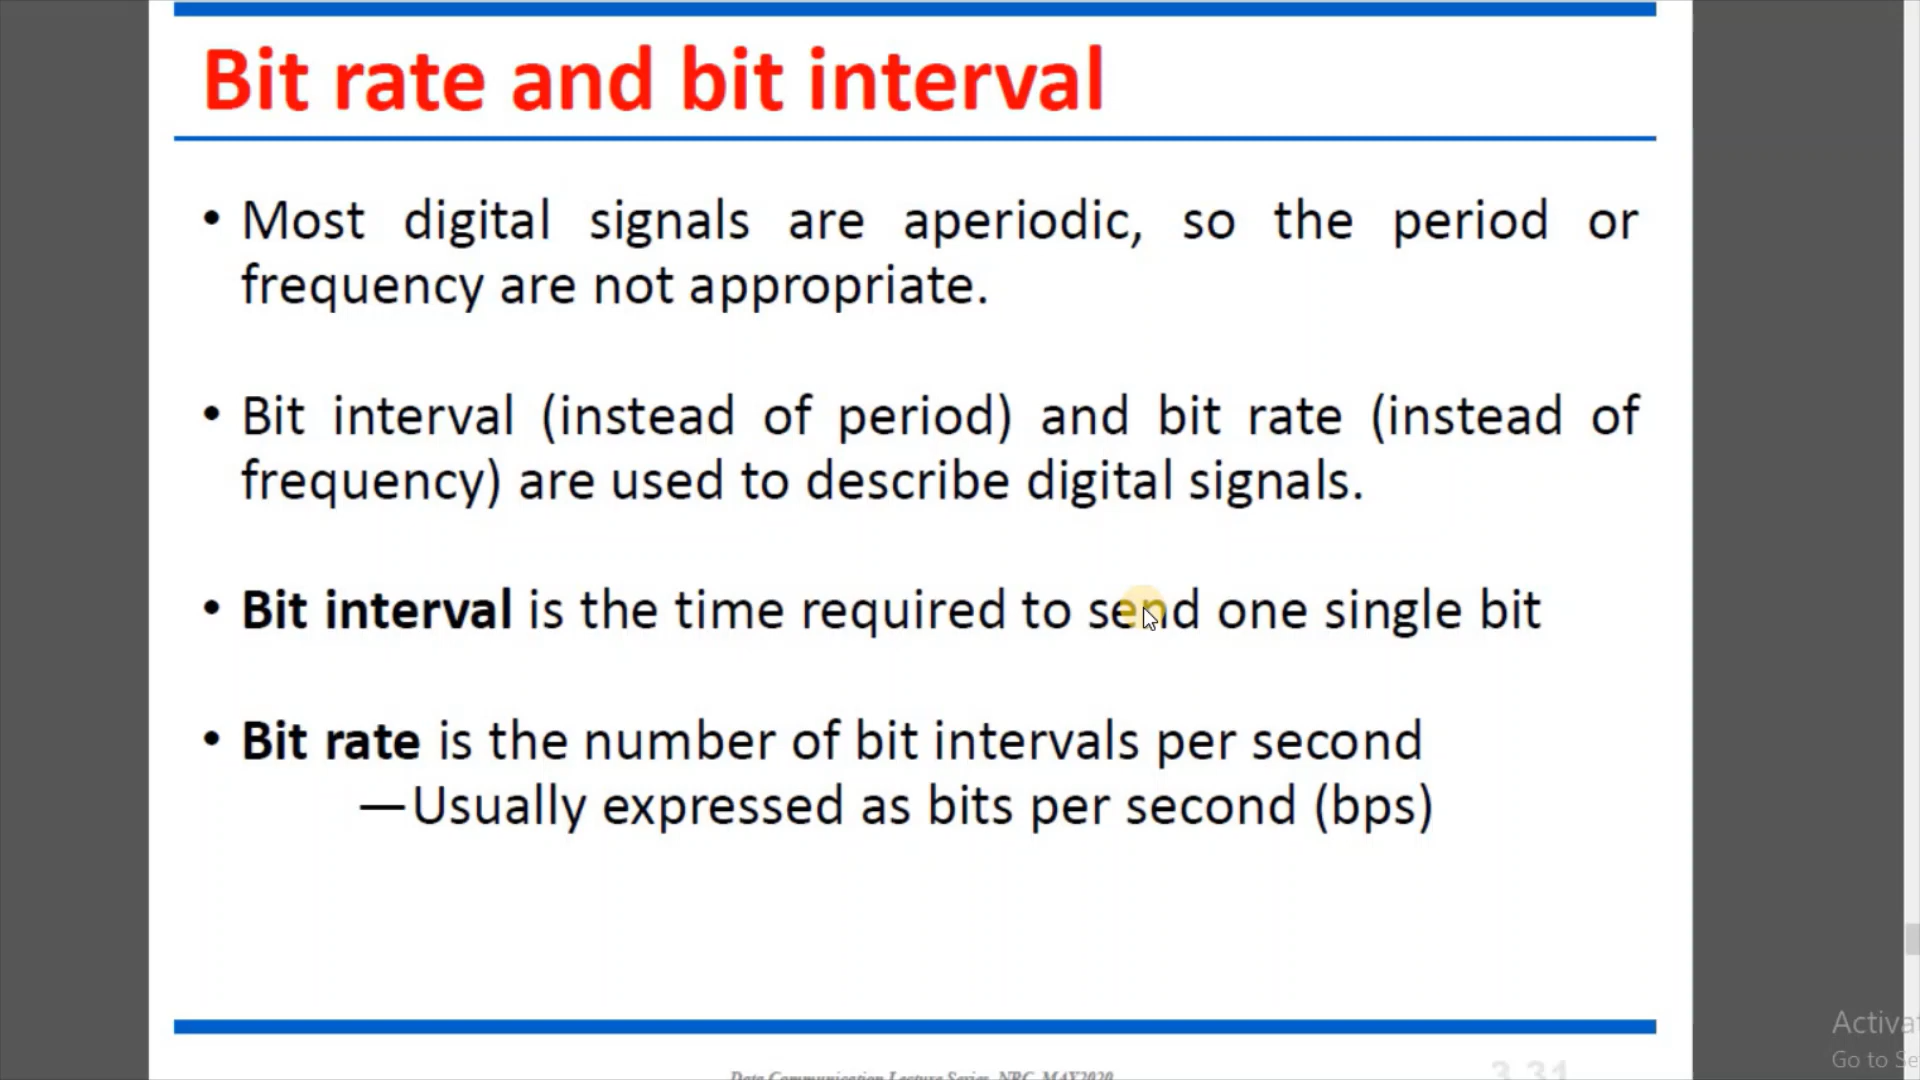 Bit rate and bit interval
• Most digital signals are aperiodic, so the period or
frequency are not appropriate.
• Bit interval (instead of period) and bit rate (instead of
frequency) are used to describe digital signals.
• Bit interval is the time required to send one single bit
• Bit rate is the number of bit intervals per second
—Usually expressed as bits per second (bps)
Activa
Go to Se
Data Communication Lecture Series, NRC, MAY2020
3.31